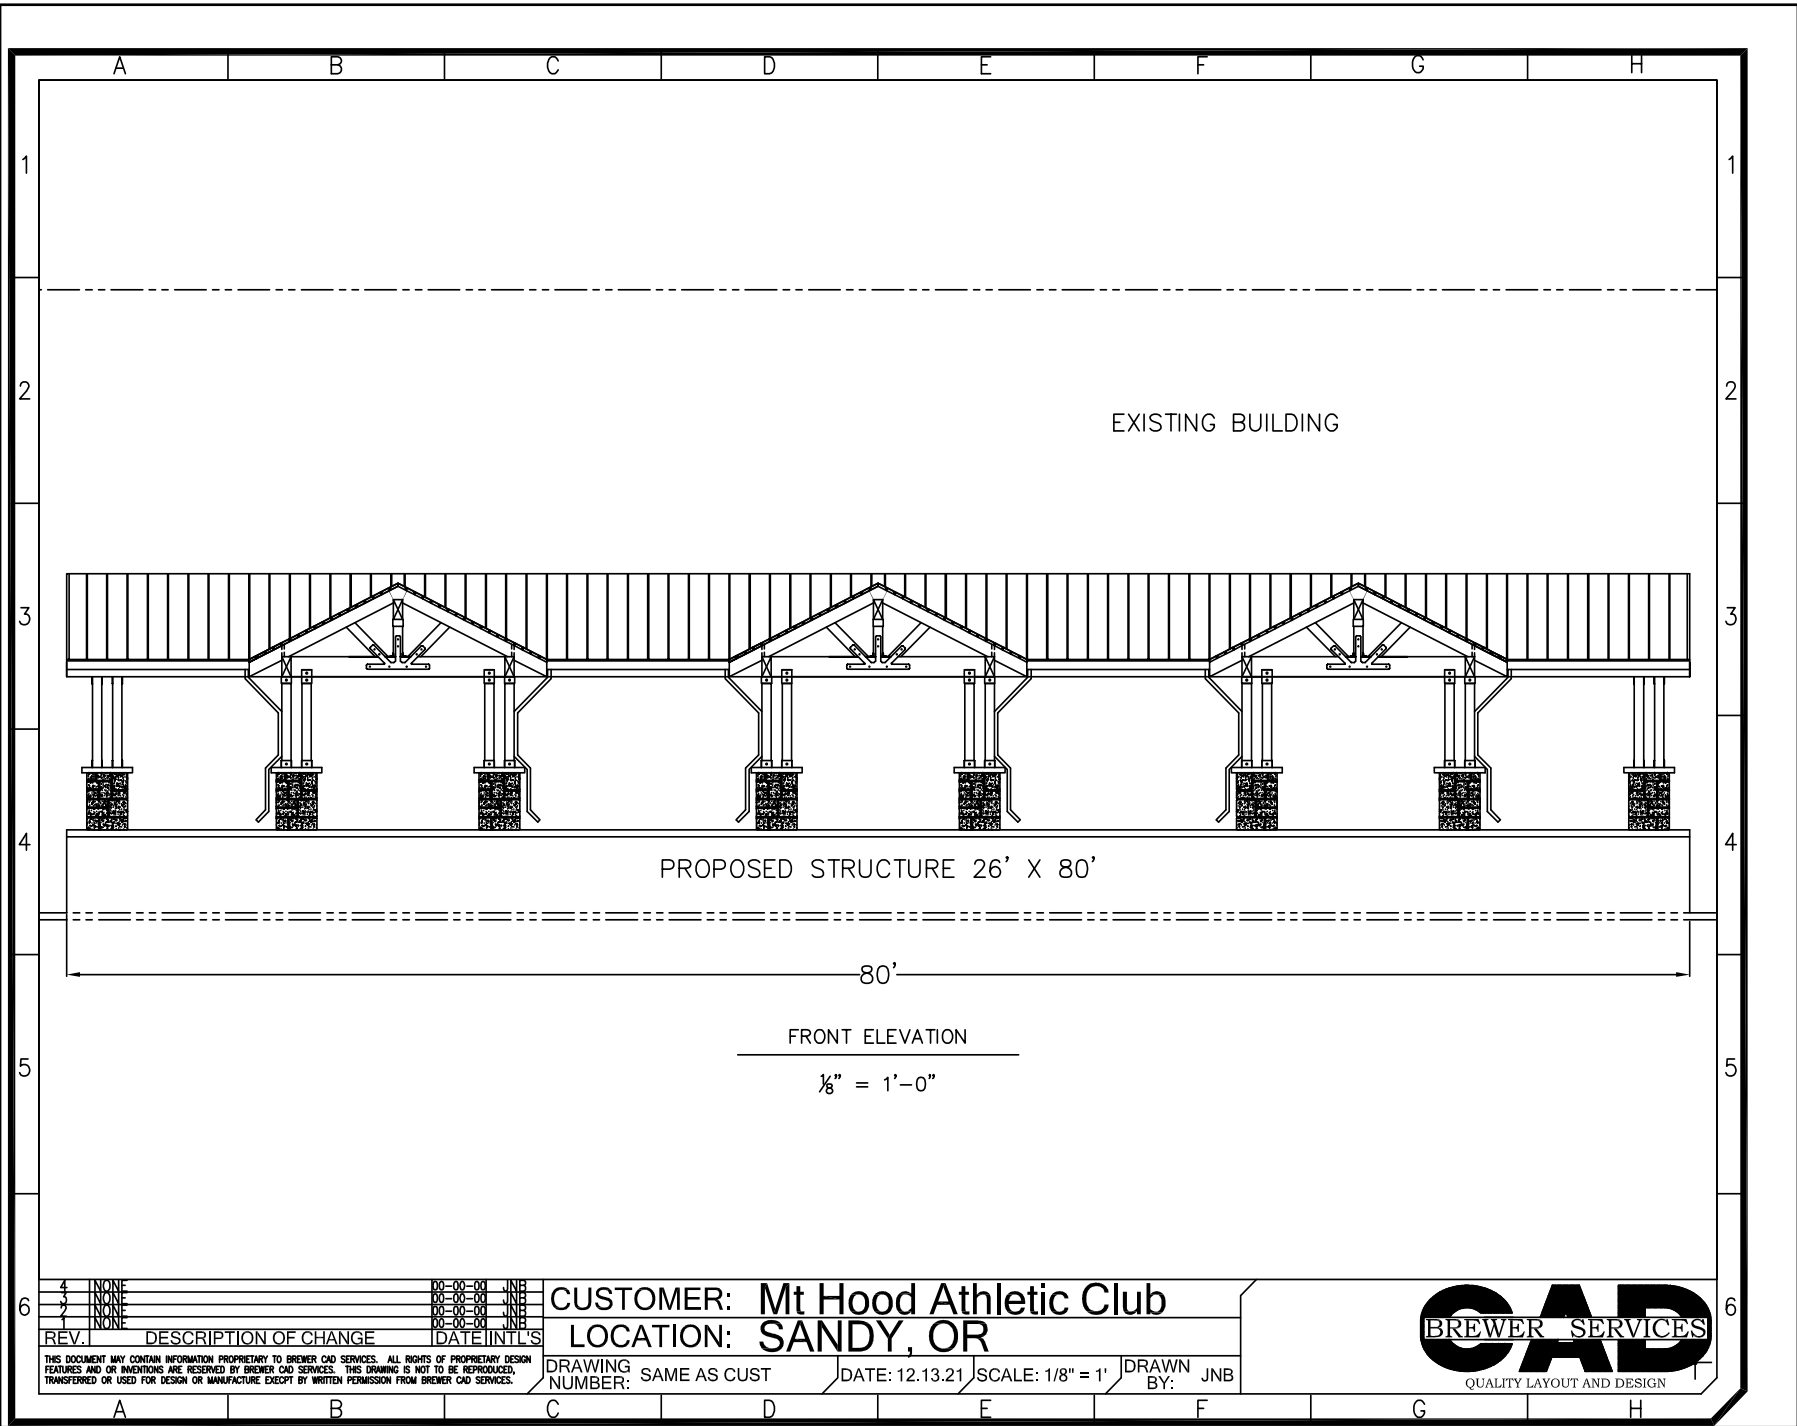 A B C D E F G H
1 1
2 2
EXISTING BUILDING
3 3
4 4
PROPOSED STRUCTURE 26' X 80'
80'
FRONT ELEVATION
⅛" = 1'-0"
5 5
6 6
4 NONE 00-00-00 JNB
3 NONE 00-00-00 JNB
2 NONE 00-00-00 JNB
1 NONE 00-00-00 JNB
REV. DESCRIPTION OF CHANGE DATE INTL'S
THIS DOCUMENT MAY CONTAIN INFORMATION PROPRIETARY TO BREWER CAD SERVICES. ALL RIGHTS OF PROPRIETARY DESIGN
FEATURES AND OR INVENTIONS ARE RESERVED BY BREWER CAD SERVICES. THIS DRAWING IS NOT TO BE REPRODUCED,
TRANSFERRED OR USED FOR DESIGN OR MANUFACTURE EXECPT BY WRITTEN PERMISSION FROM BREWER CAD SERVICES.
CUSTOMER: Mt Hood Athletic Club
LOCATION: SANDY, OR
DRAWING NUMBER: SAME AS CUST
DATE: 12.13.21
SCALE: 1/8" = 1'
DRAWN BY: JNB
CAD
BREWER SERVICES
QUALITY LAYOUT AND DESIGN
A B C D E F G H